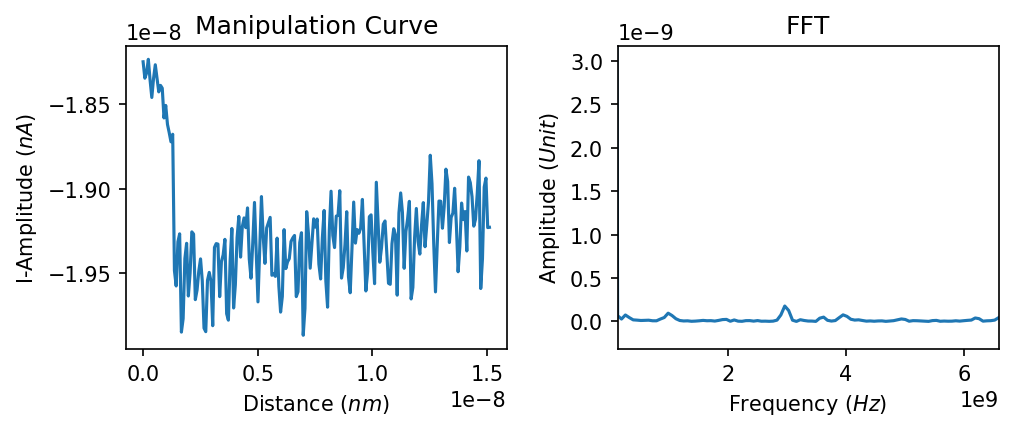 Manipulation Curve
1e−8
−1.85
−1.90
−1.95
I-Amplitude (nA)
0.0 0.5 1.0 1.5
1e−8
Distance (nm)
FFT
1e−9
3.0
2.5
2.0
1.5
1.0
0.5
0.0
Amplitude (Unit)
2 4 6
1e9
Frequency (Hz)